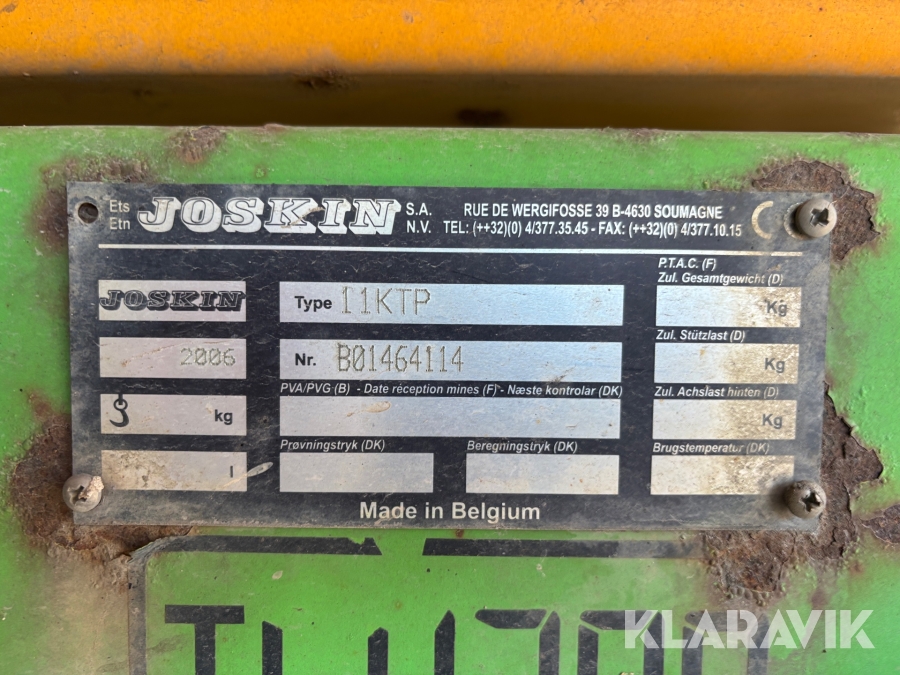 Ets
Etn
JOSKIN
S.A.
N.V.
RUE DE WERGIFOSSE 39 B-4630 SOUMAGNE
TEL: (++32)(0) 4/377.35.45 - FAX: (++32)(0) 4/377.10.15
P.T.A.C. (F)
Zul. Gesamtgewicht (D)
JOSKIN
Type 11KTP
Kg
Zul. Stützlast (D)
2006
Nr. B01464114
Kg
PVA/PVG (B) - Date réception mines (F) - Næste kontrolar (DK)
Zul. Achslast hinten (D)
kg
Kg
Prøvningstryk (DK)
Beregningstryk (DK)
Brugstemperatur (DK)
l
Made in Belgium
KLARAVIK